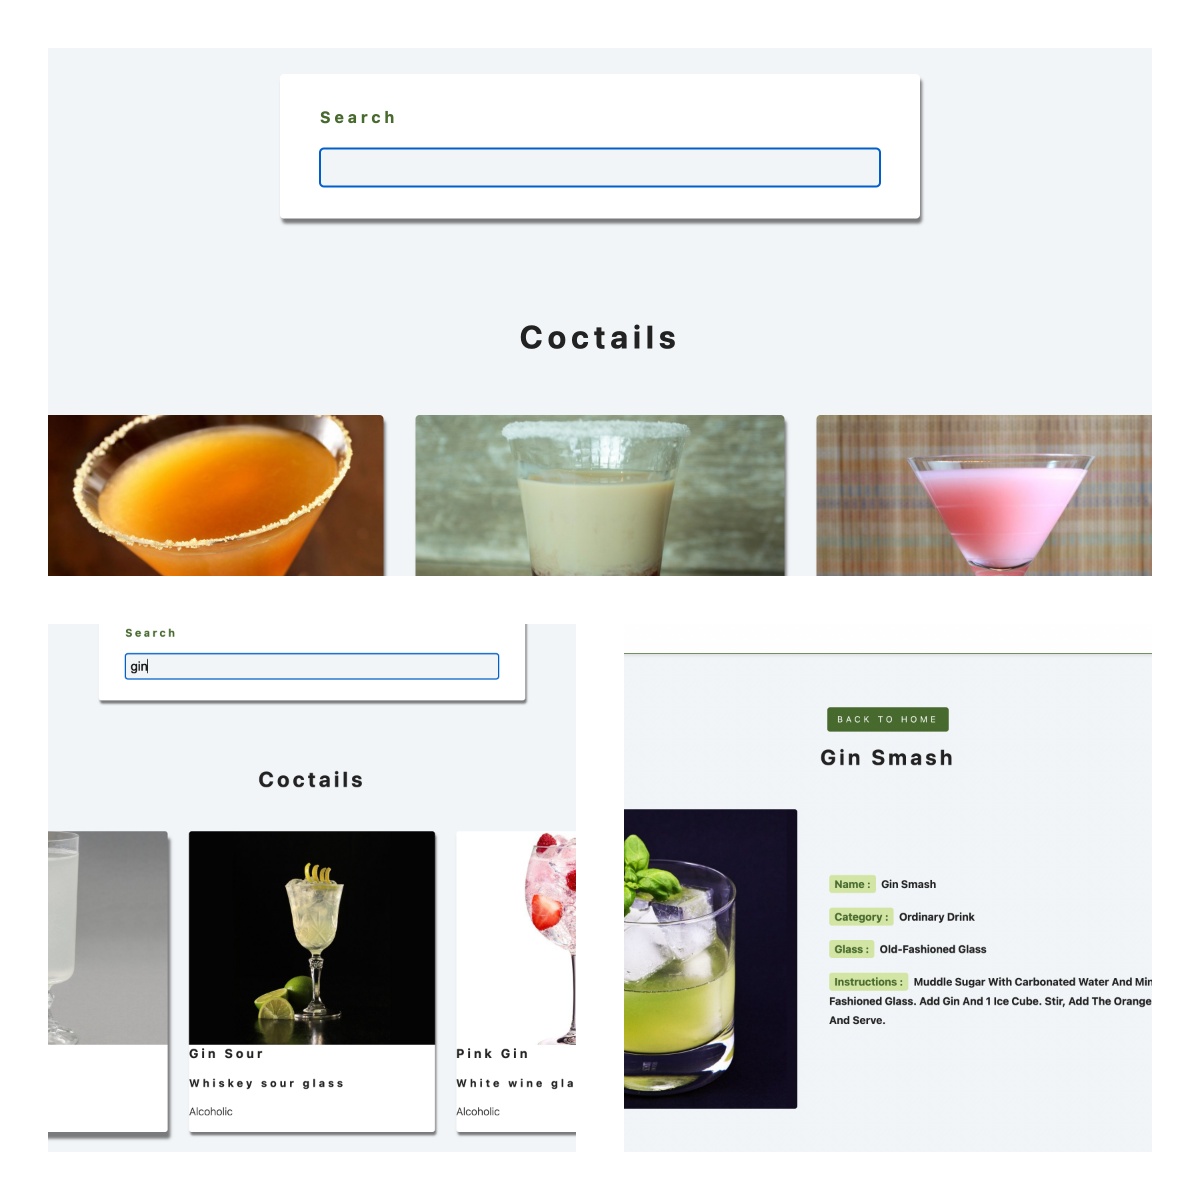 Search
Coctails
Search
gin
Coctails
Gin Sour
Whiskey sour glass
Alcoholic
Pink Gin
White wine gla
Alcoholic
BACK TO HOME
Gin Smash
Name : Gin Smash
Category : Ordinary Drink
Glass : Old-Fashioned Glass
Instructions : Muddle Sugar With Carbonated Water And Min
Fashioned Glass. Add Gin And 1 Ice Cube. Stir, Add The Orange
And Serve.